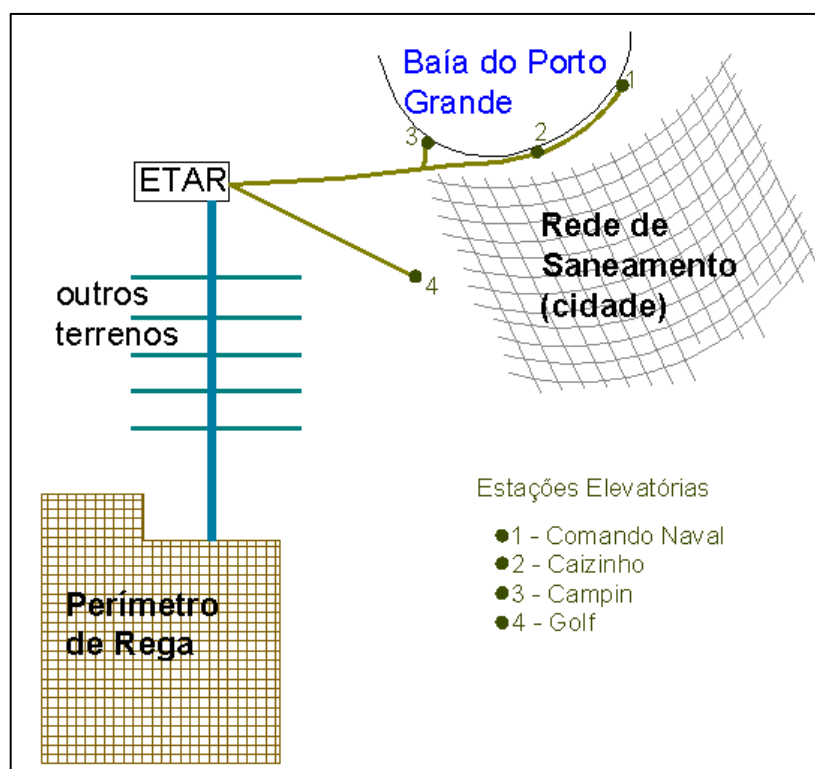 Baía do Porto
Grande
1
2
3
ETAR
Rede de
Saneamento
(cidade)
4
outros
terrenos
Estações Elevatórias
1 - Comando Naval
2 - Caizinho
3 - Campin
4 - Golf
Perímetro
de Rega